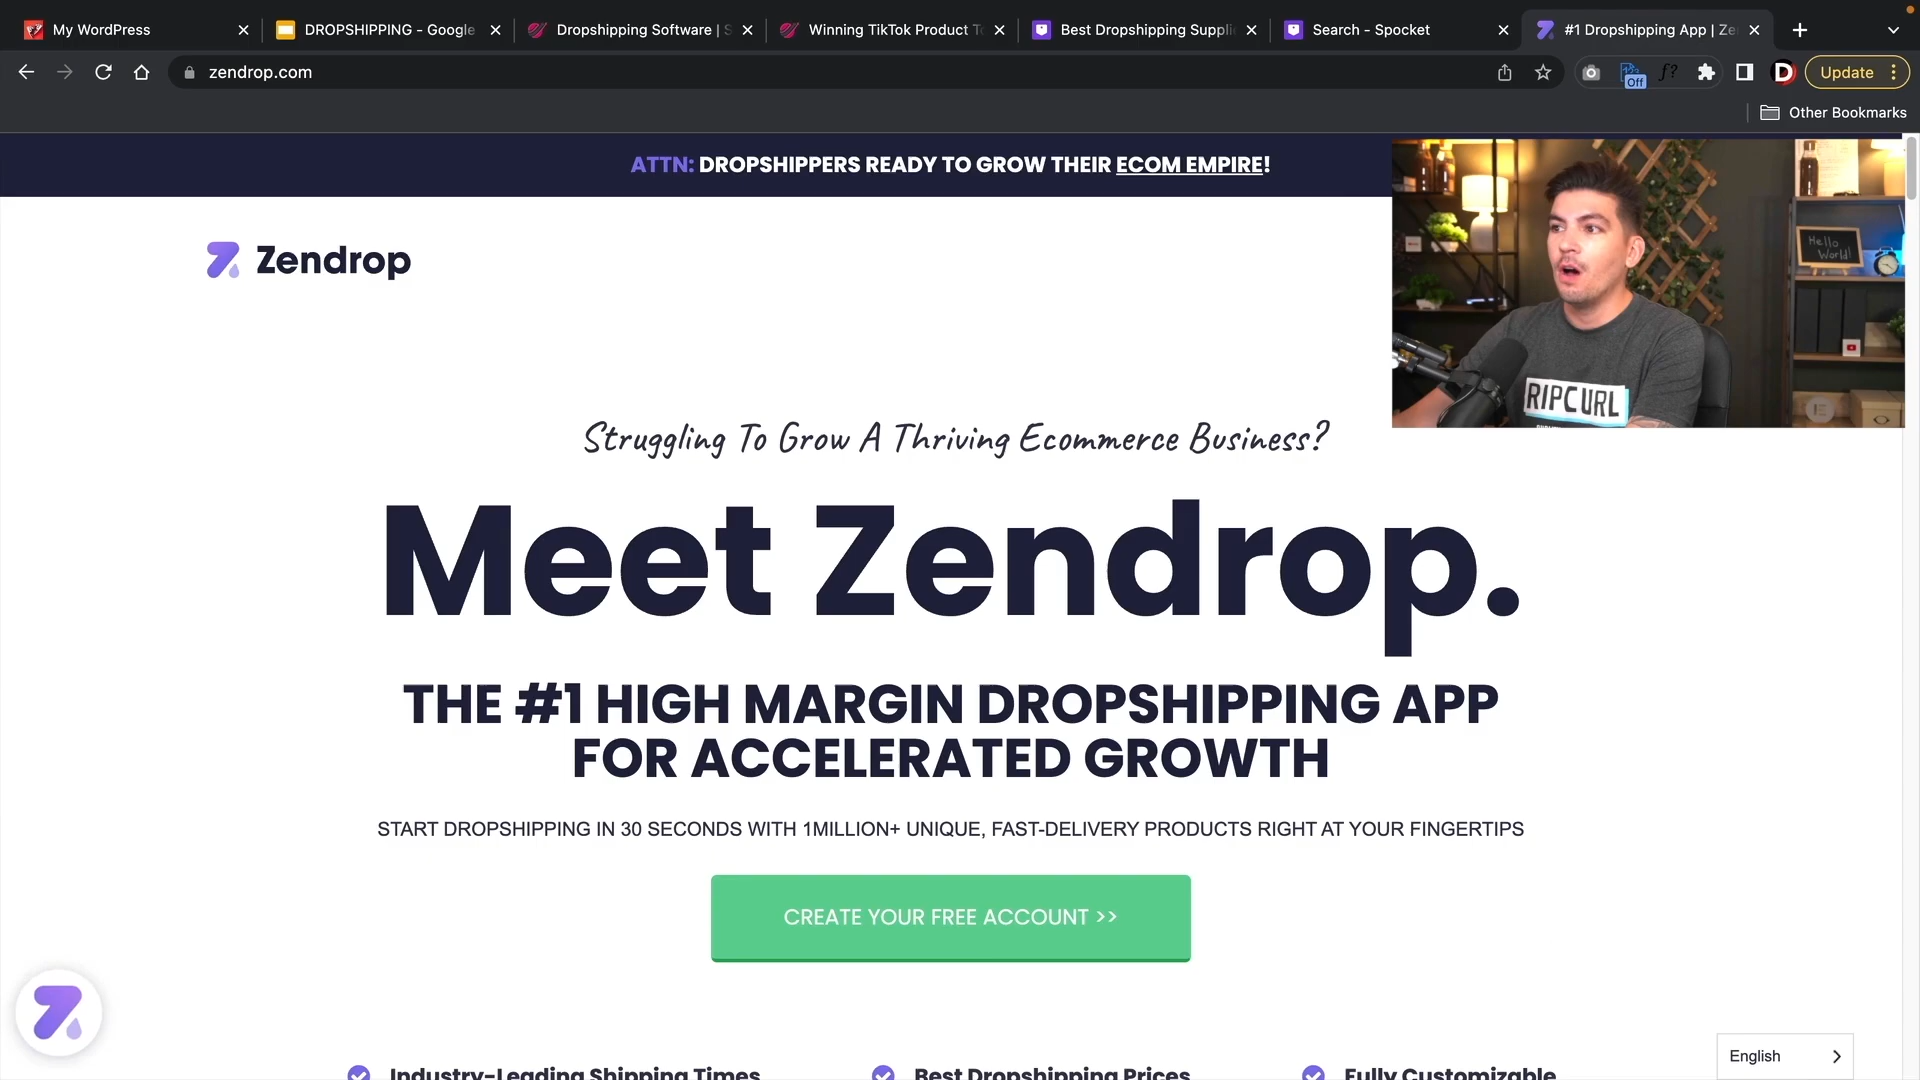 My WordPress
DROPSHIPPING - Google
Dropshipping Software | S
Winning TikTok Product T
Best Dropshipping Suppli
Search - Spocket
#1 Dropshipping App | Ze
zendrop.com
Off
f?
D
Update
Other Bookmarks
ATTN: DROPSHIPPERS READY TO GROW THEIR ECOM EMPIRE!
Hello
World!
RIPCURL
Zendrop
Struggling To Grow A Thriving Ecommerce Business?
Meet Zendrop.
THE #1 HIGH MARGIN DROPSHIPPING APP
FOR ACCELERATED GROWTH
START DROPSHIPPING IN 30 SECONDS WITH 1MILLION+ UNIQUE, FAST-DELIVERY PRODUCTS RIGHT AT YOUR FINGERTIPS
CREATE YOUR FREE ACCOUNT >>
English
Industry-Leading Shipping Times
Best Dropshipping Prices
Fully Customizable